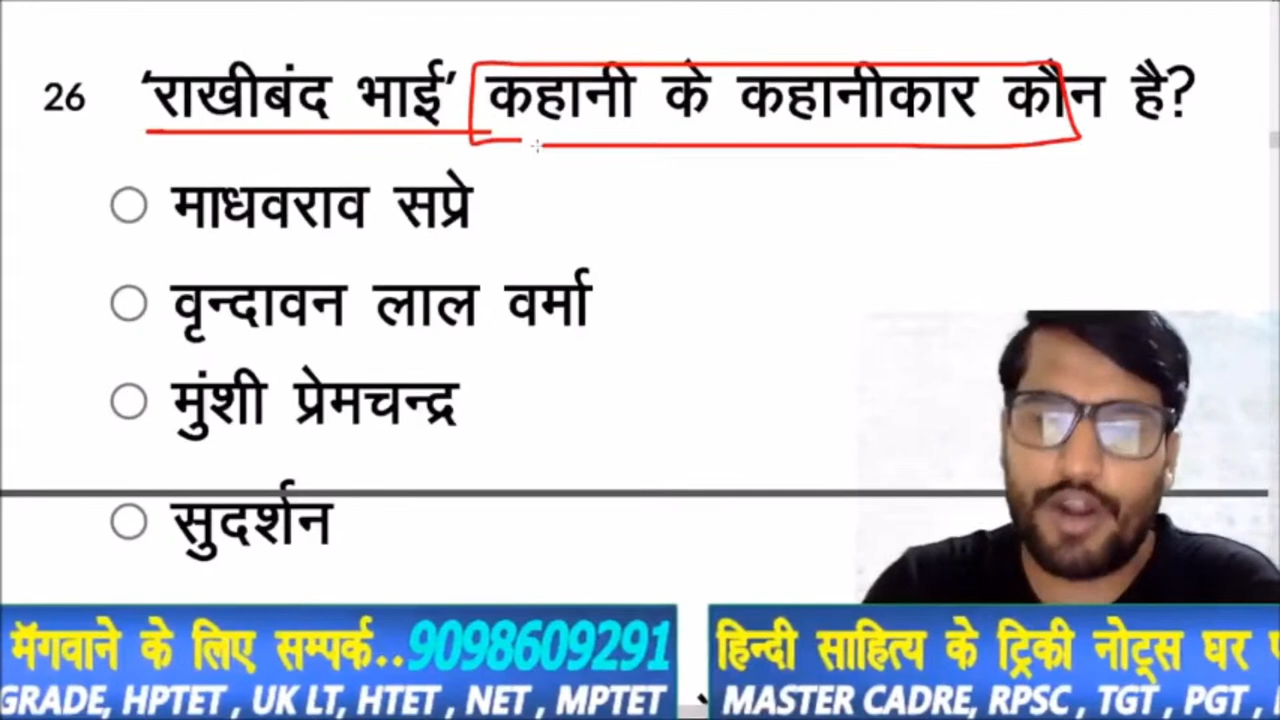 26 'राखीबंद भाई' कहानी के कहानीकार कौन है?
माधवराव सप्रे
वृन्दावन लाल वर्मा
मुंशी प्रेमचन्द्र
सुदर्शन
मॅगवाने के लिए सम्पर्क..9098609291
GRADE, HPTET , UK LT, HTET , NET , MPTET
हिन्दी साहित्य के ट्रिकी नोट्स घर
MASTER CADRE, RPSC , TGT , PGT ,